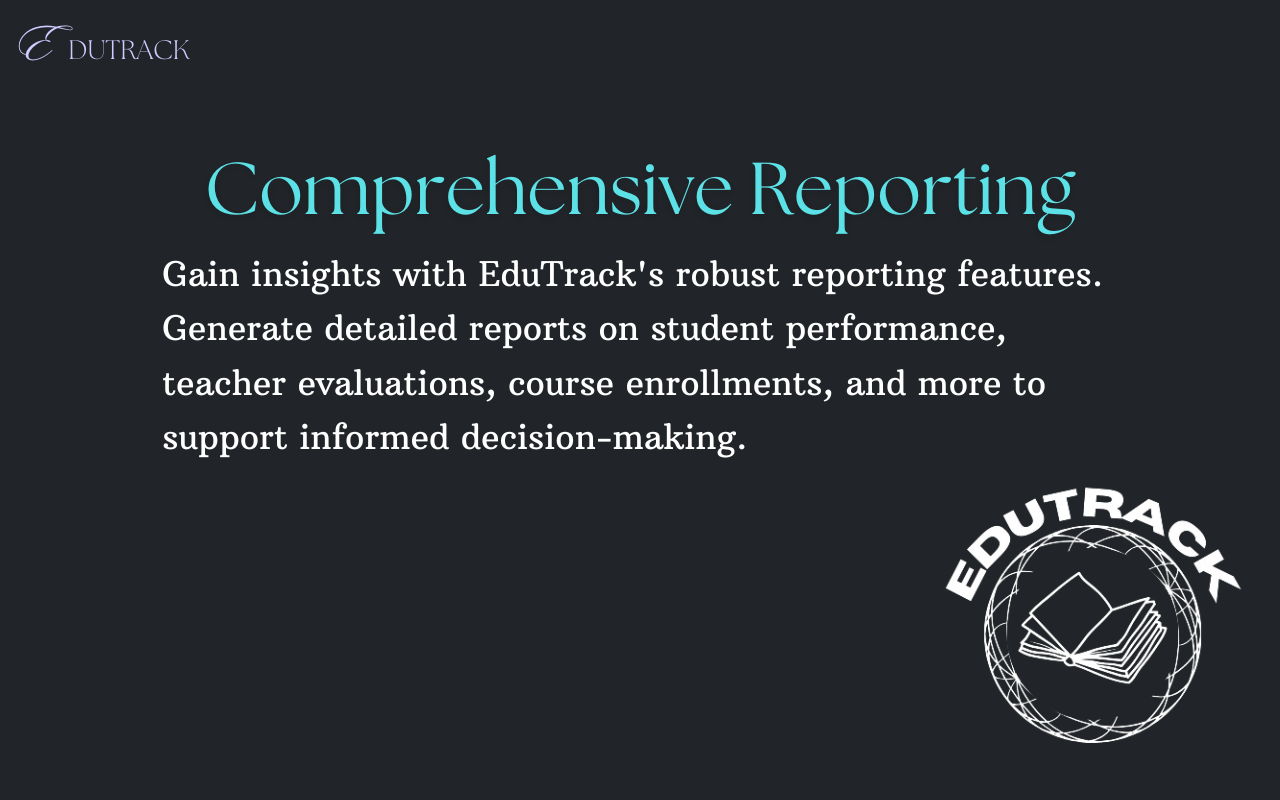 EDUTRACK
Comprehensive Reporting
Gain insights with EduTrack's robust reporting features.
Generate detailed reports on student performance,
teacher evaluations, course enrollments, and more to
support informed decision-making.
EDUTRACK